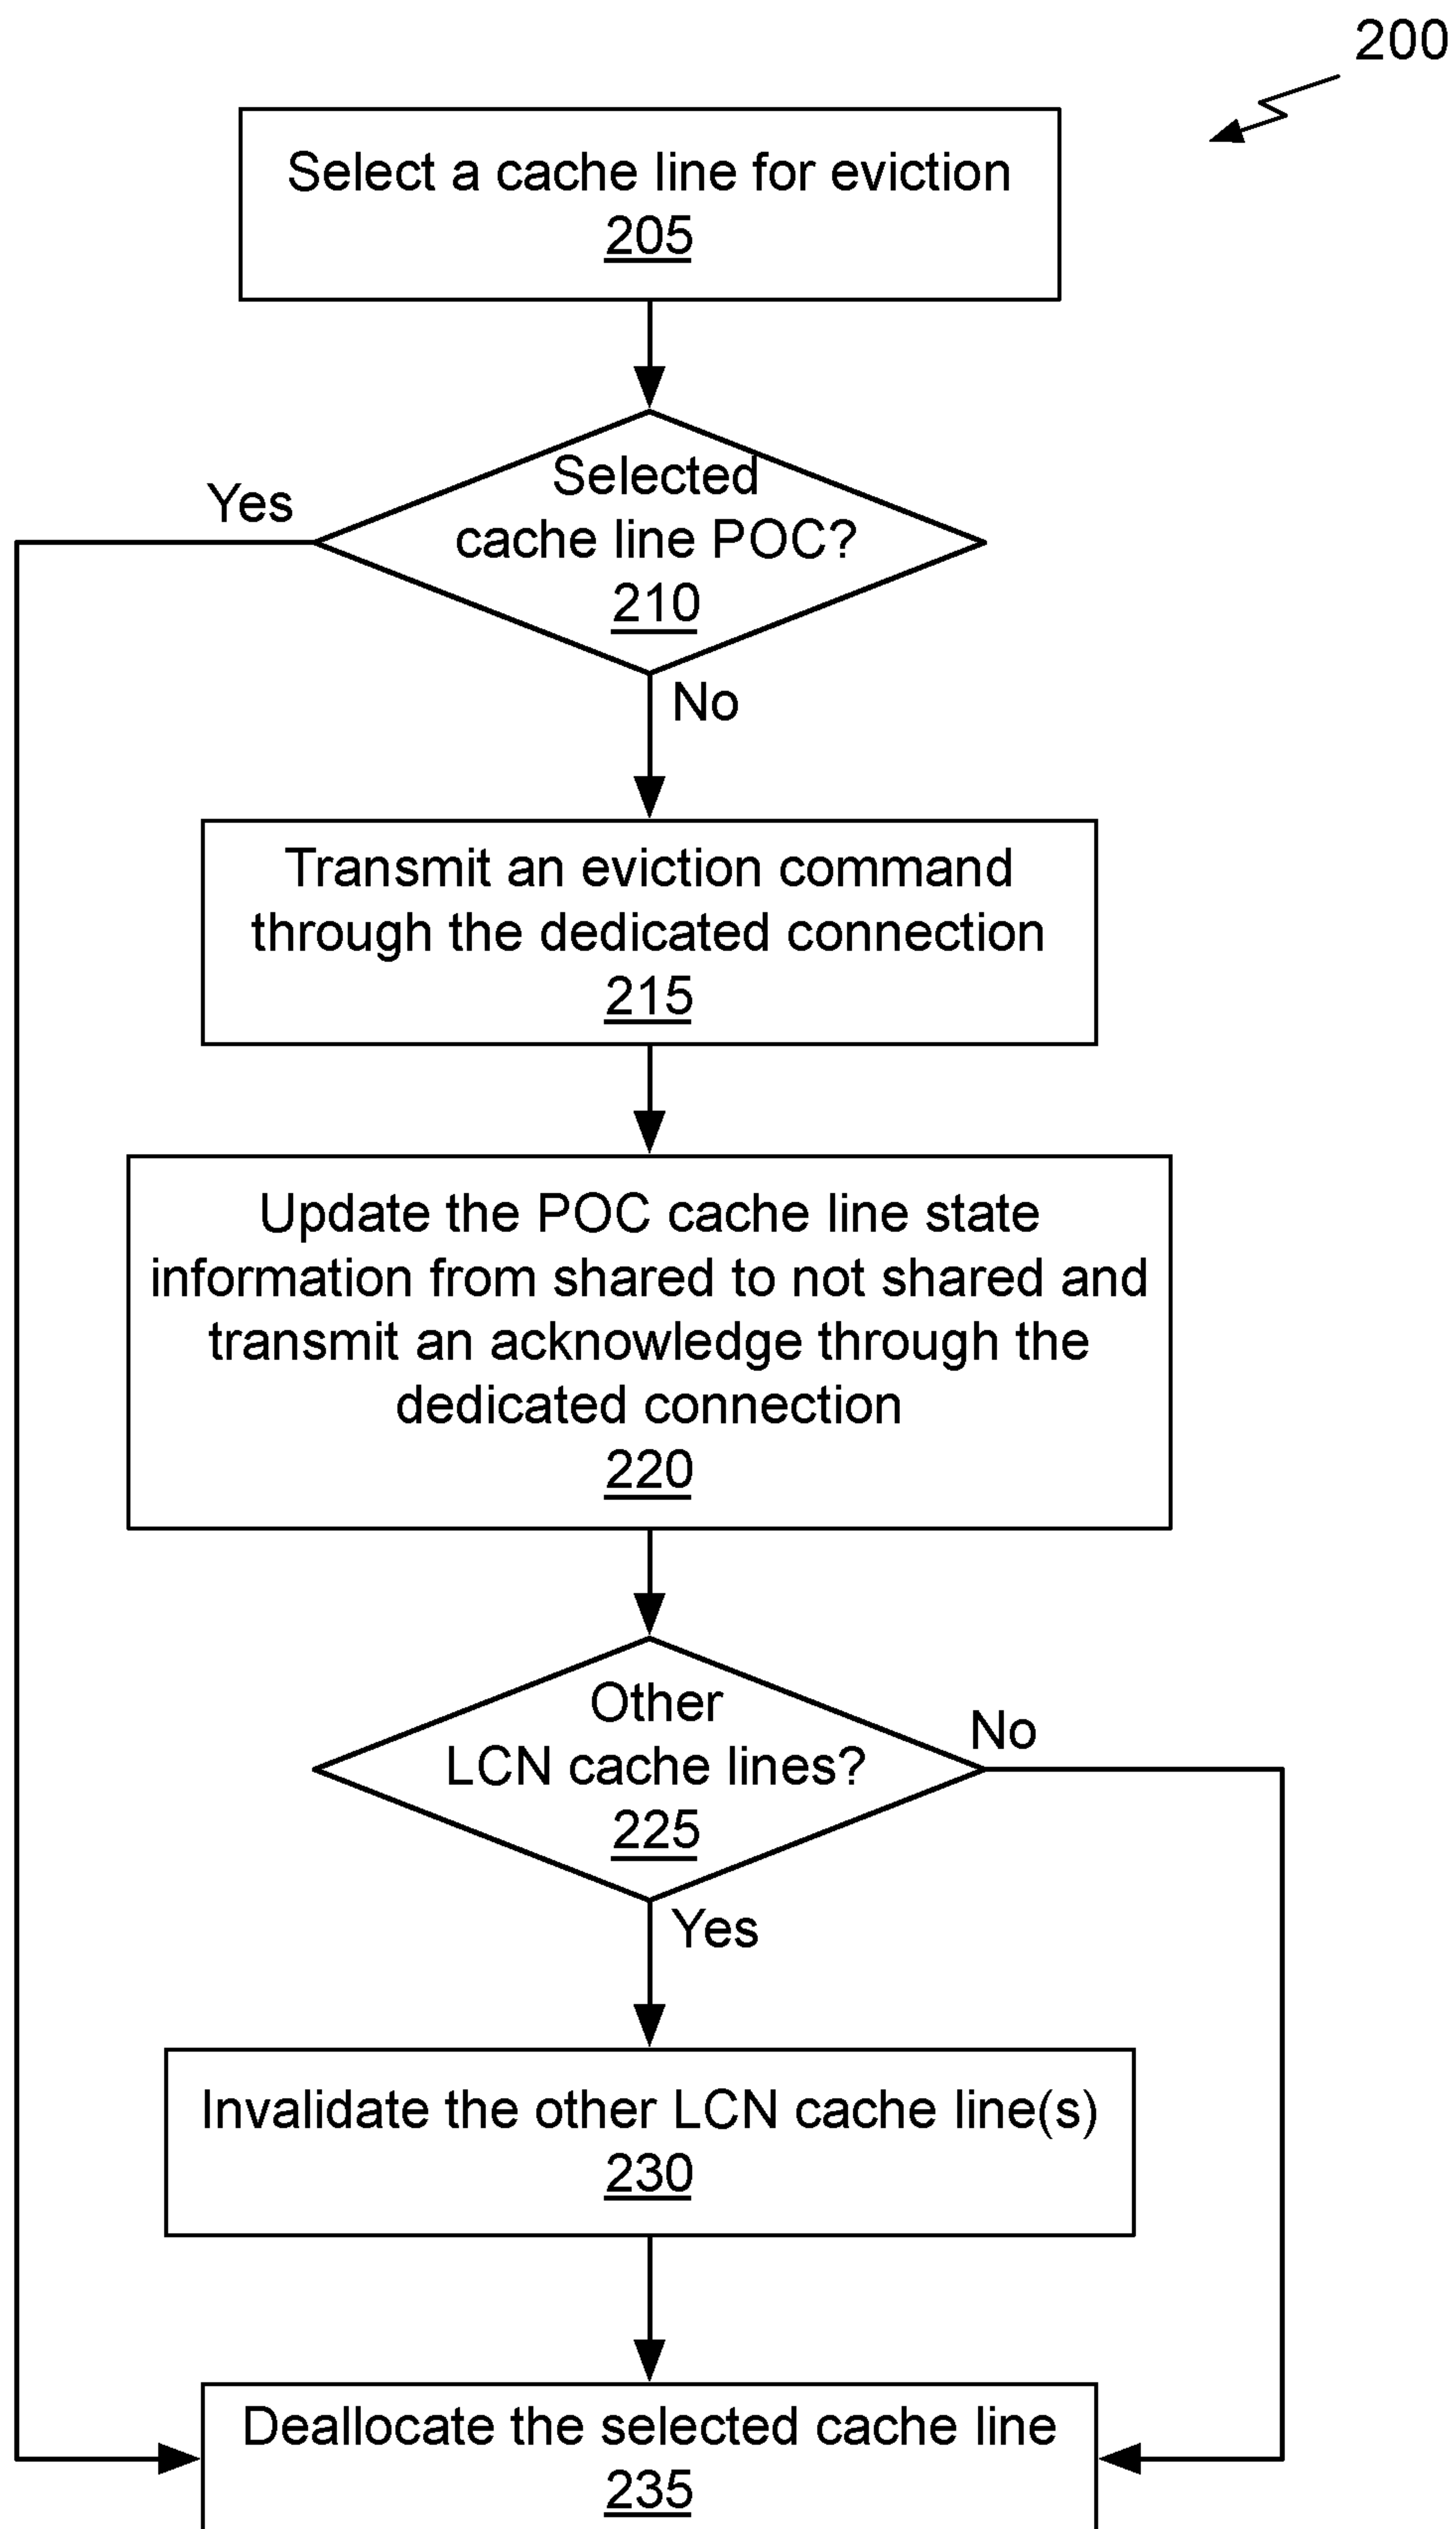 200
Select a cache line for eviction
205
Selected
cache line POC?
210
Yes
No
Transmit an eviction command
through the dedicated connection
215
Update the POC cache line state
information from shared to not shared and
transmit an acknowledge through the
dedicated connection
220
Other
LCN cache lines?
225
No
Yes
Invalidate the other LCN cache line(s)
230
Deallocate the selected cache line
235